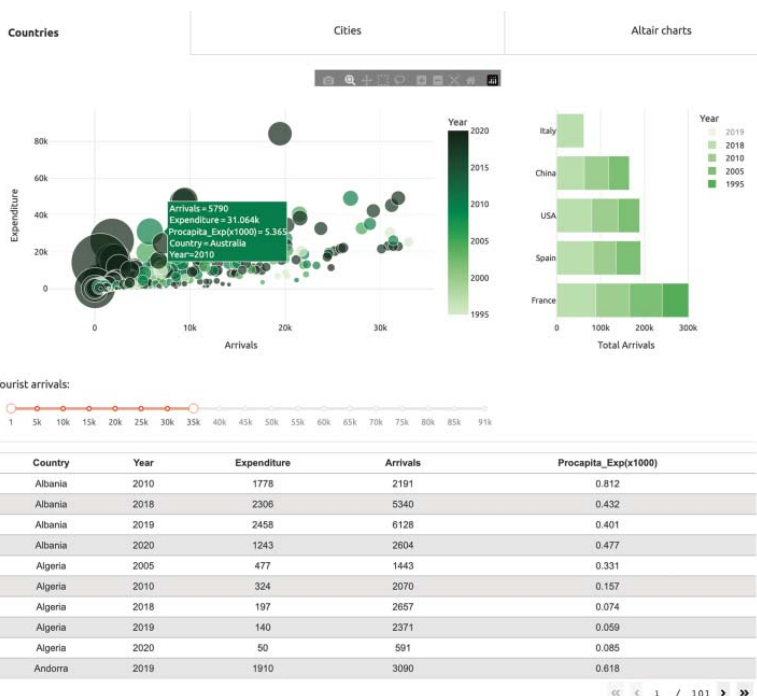 Countries
Cities
Altair charts
Expenditure
80k
60k
40k
20k
0
0
10k
20k
30k
Arrivals
Arrivals=5790
Expenditure = 31.064k
Procapita_Exp(x1000) = 5.365
Country=Australia
Year=2010
Year
2020
2015
2010
2005
2000
1995
Italy
China
USA
Spain
France
0
100k
200k
300k
Total Arrivals
Year
2019
2018
2010
2005
1995
ourist arrivals:
1 5k 10k 15k 20k 25k 30k 35k 40k 45k 50k 55k 60k 65k 70k 75k 80k 85k 91k
Country Year Expenditure Arrivals Procapita_Exp(x1000)
Albania 2010 1778 2191 0.812
Albania 2018 2306 5340 0.432
Albania 2019 2458 6128 0.401
Albania 2020 1243 2604 0.477
Algeria 2005 477 1443 0.331
Algeria 2010 324 2070 0.157
Algeria 2018 197 2657 0.074
Algeria 2019 140 2371 0.059
Algeria 2020 50 591 0.085
Andorra 2019 1910 3090 0.618
« ‹ 1 / 101 › »